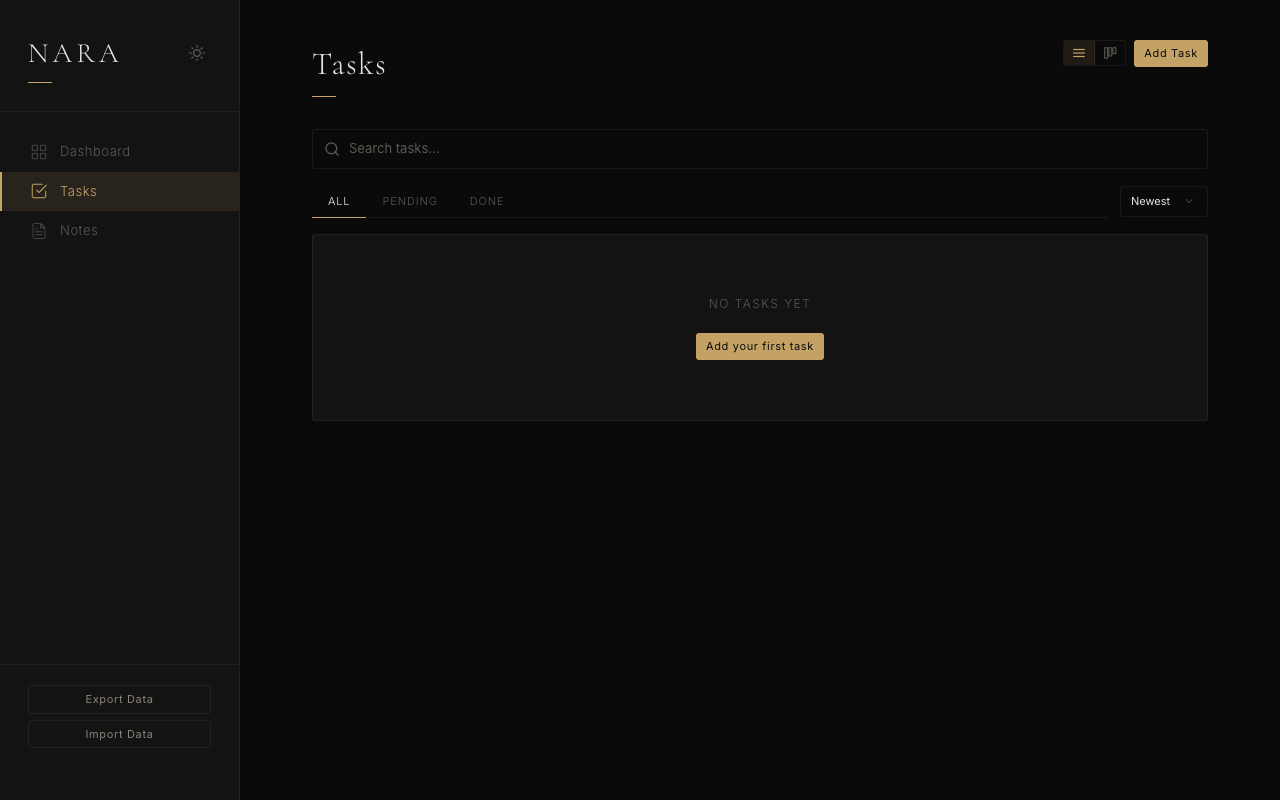 NARA
Dashboard
Tasks
Notes
Export Data
Import Data
Tasks
Add Task
Search tasks...
ALL PENDING DONE
Newest
NO TASKS YET
Add your first task